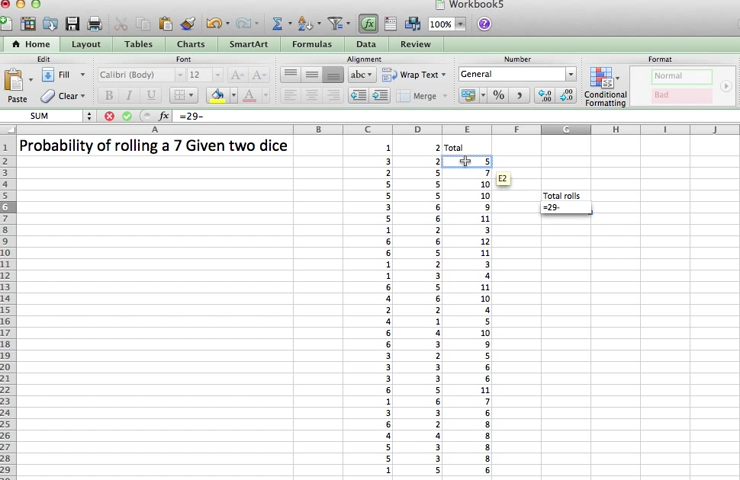 Workbook5
100%
Home Layout Tables Charts SmartArt Formulas Data Review
Edit Font Alignment Number Format
Fill Calibri (Body) 12 A A abc Wrap Text General Normal
Paste Clear B I U A Merge % , Conditional Formatting Bad
SUM fx =29-
A B C D E F G H I J
1 Probability of rolling a 7 Given two dice 1 2 Total
2 3 2 5
3 2 5 7 E2
4 5 5 10
5 5 5 10 Total rolls
6 3 6 9 =29-
7 5 6 11
8 1 2 3
9 6 6 12
10 6 5 11
11 1 2 3
12 1 3 4
13 6 5 11
14 4 6 10
15 2 2 4
16 4 1 5
17 6 4 10
18 6 3 9
19 3 2 5
20 3 3 6
21 3 3 6
22 6 5 11
23 1 6 7
24 3 3 6
25 6 2 8
26 4 4 8
27 5 3 8
28 5 3 8
29 1 5 6